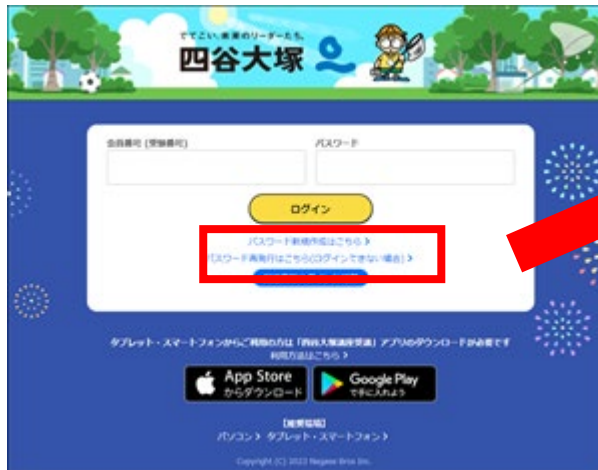 でてこい、未来のリーダーたち。
四谷大塚
会員番号 (受験番号)
パスワード
ログイン
パスワード新規作成はこちら >
パスワード再発行はこちら(ログインできない場合) >
タブレット・スマートフォンからご利用の方は「四谷大塚講座受講」アプリのダウンロードが必要です
利用方法はこちら >
App Store
からダウンロード
Google Play
で手に入れよう
【推奨環境】
パソコン > タブレット・スマートフォン >
Copyright (C) 2023 Nagase Bros Inc.